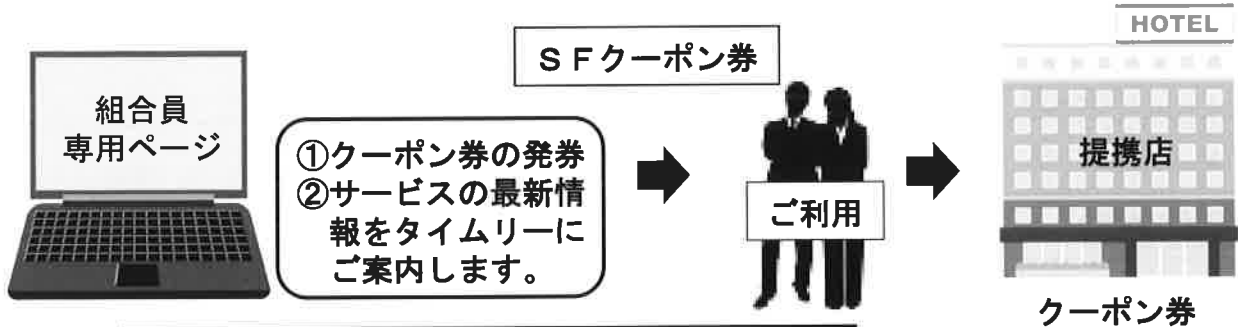 組合員
専用ページ
①クーポン券の発券
②サービスの最新情
報をタイムリーに
ご案内します。
ＳＦクーポン券
ご利用
HOTEL
提携店
クーポン券